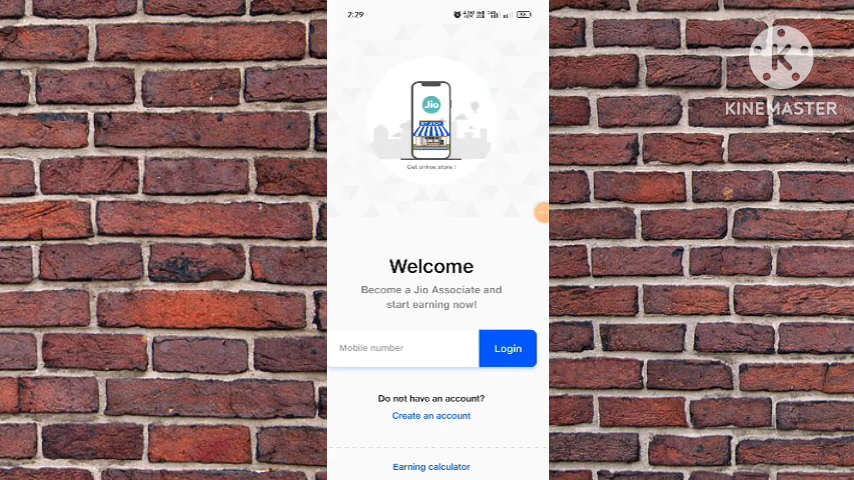 2:29
KINEMASTER
Jio
Get online store !
Welcome
Become a Jio Associate and
start earning now!
Mobile number
Login
Do not have an account?
Create an account
Earning calculator